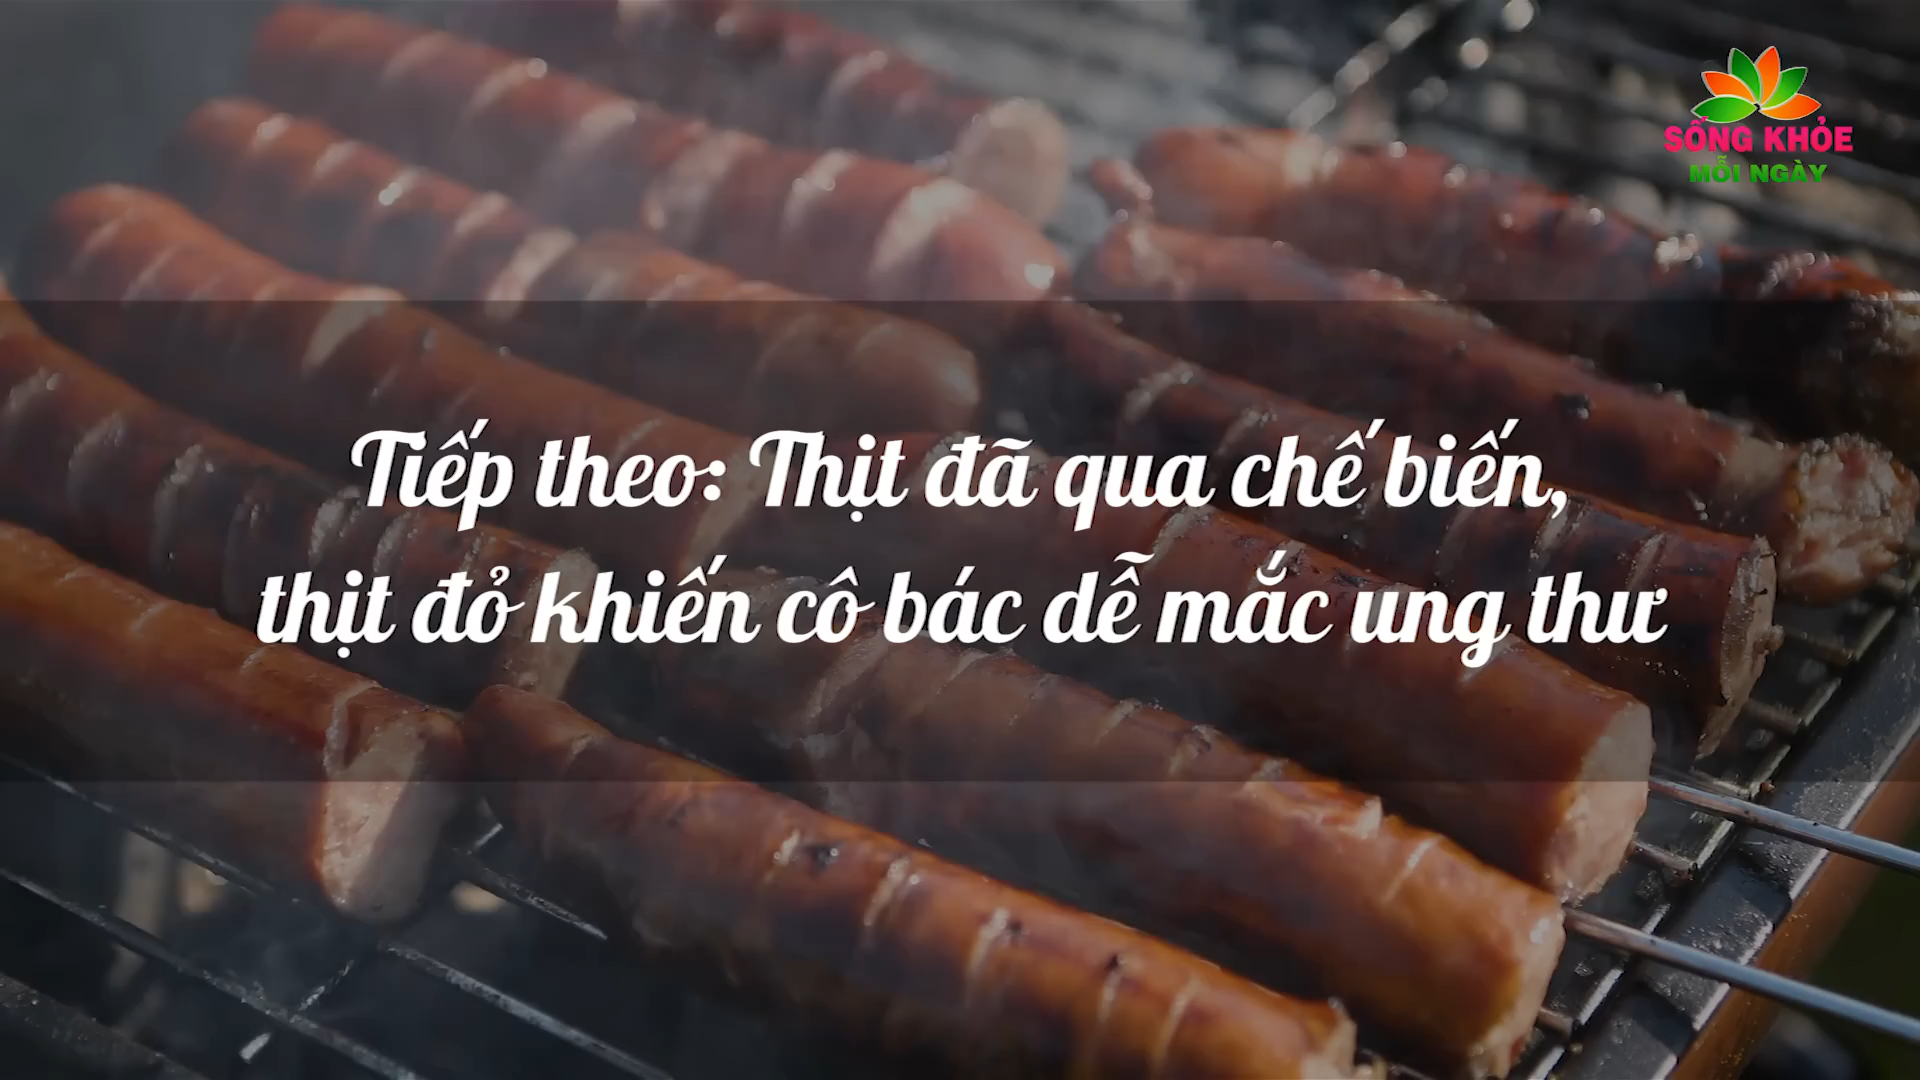 SỐNG KHỎE
MỖI NGÀY
Tiếp theo: Thịt đã qua chế biến,
thịt đỏ khiến cô bác dễ mắc ung thư